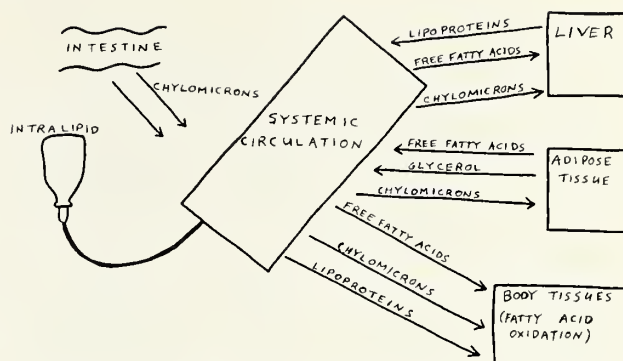 INTESTINE
CHYLOMICRONS
INTRALIPID
SYSTEMIC
CIRCULATION
LIPOPROTEINS
FREE FATTY ACIDS
CHYLOMICRONS
LIVER
FREE FATTY ACIDS
GLYCEROL
CHYLOMICRONS
ADIPOSE
TISSUE
FREE FATTY ACIDS
CHYLOMICRONS
LIPOPROTEINS
BODY TISSUES
(FATTY ACID
OXIDATION)